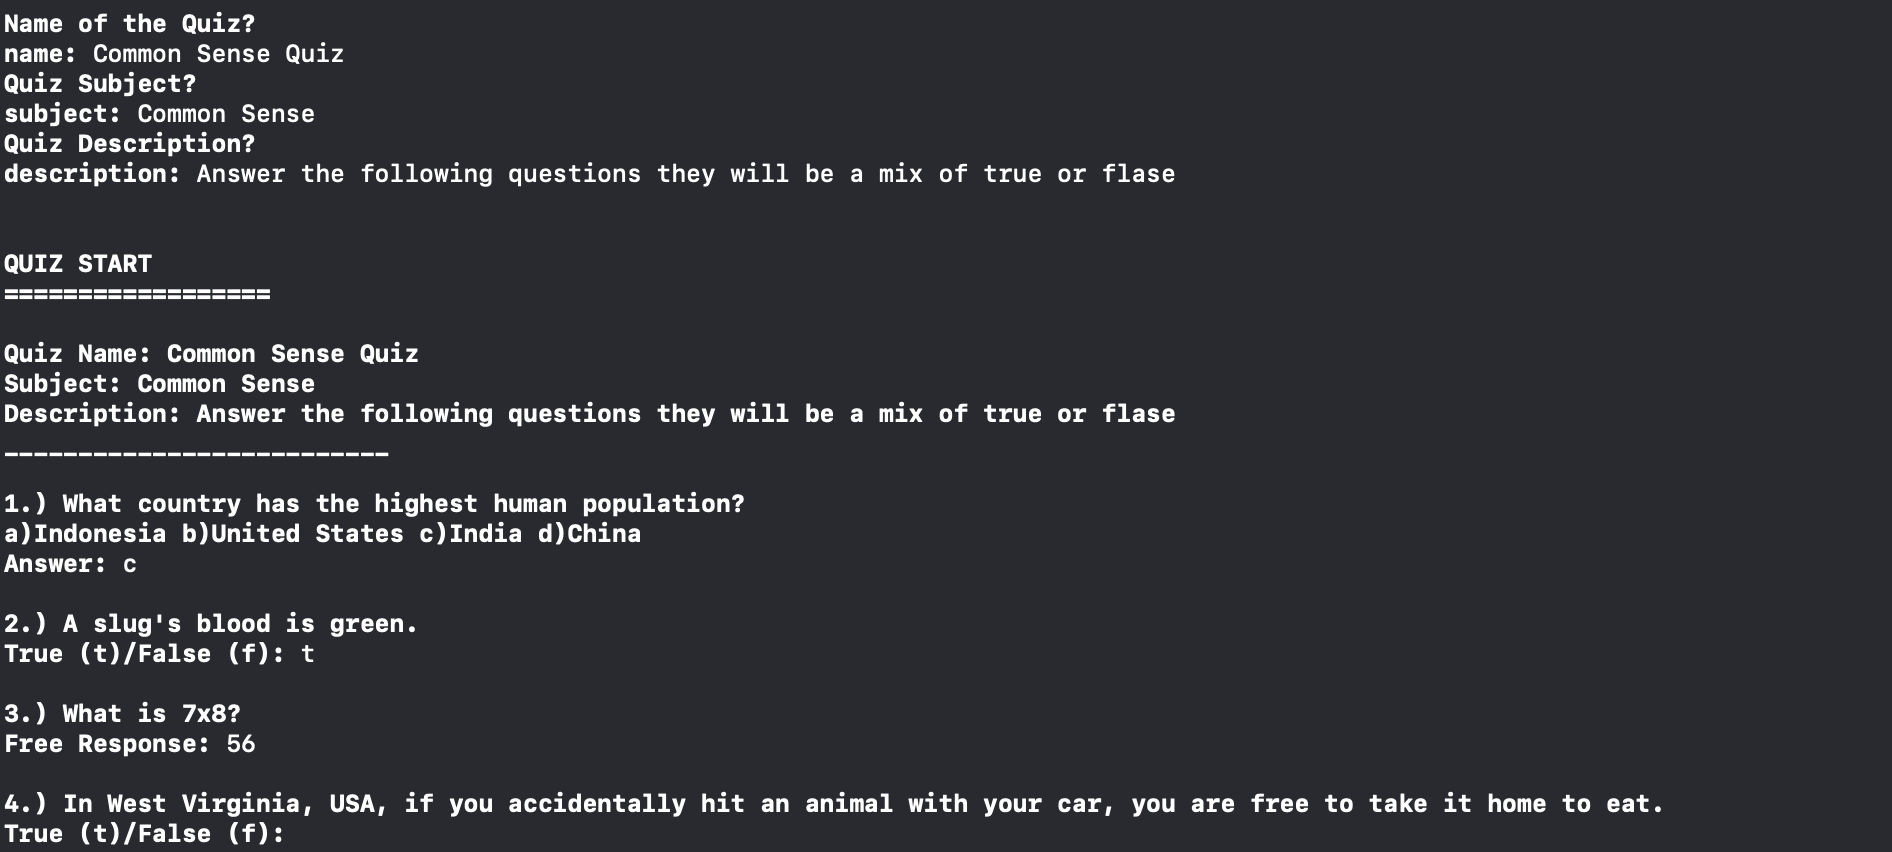 Name of the Quiz?
name: Common Sense Quiz
Quiz Subject?
subject: Common Sense
Quiz Description?
description: Answer the following questions they will be a mix of true or flase
QUIZ START
==================
Quiz Name: Common Sense Quiz
Subject: Common Sense
Description: Answer the following questions they will be a mix of true or flase
__________________________
1.) What country has the highest human population?
a)Indonesia b)United States c)India d)China
Answer: c
2.) A slug's blood is green.
True (t)/False (f): t
3.) What is 7x8?
Free Response: 56
4.) In West Virginia, USA, if you accidentally hit an animal with your car, you are free to take it home to eat.
True (t)/False (f):